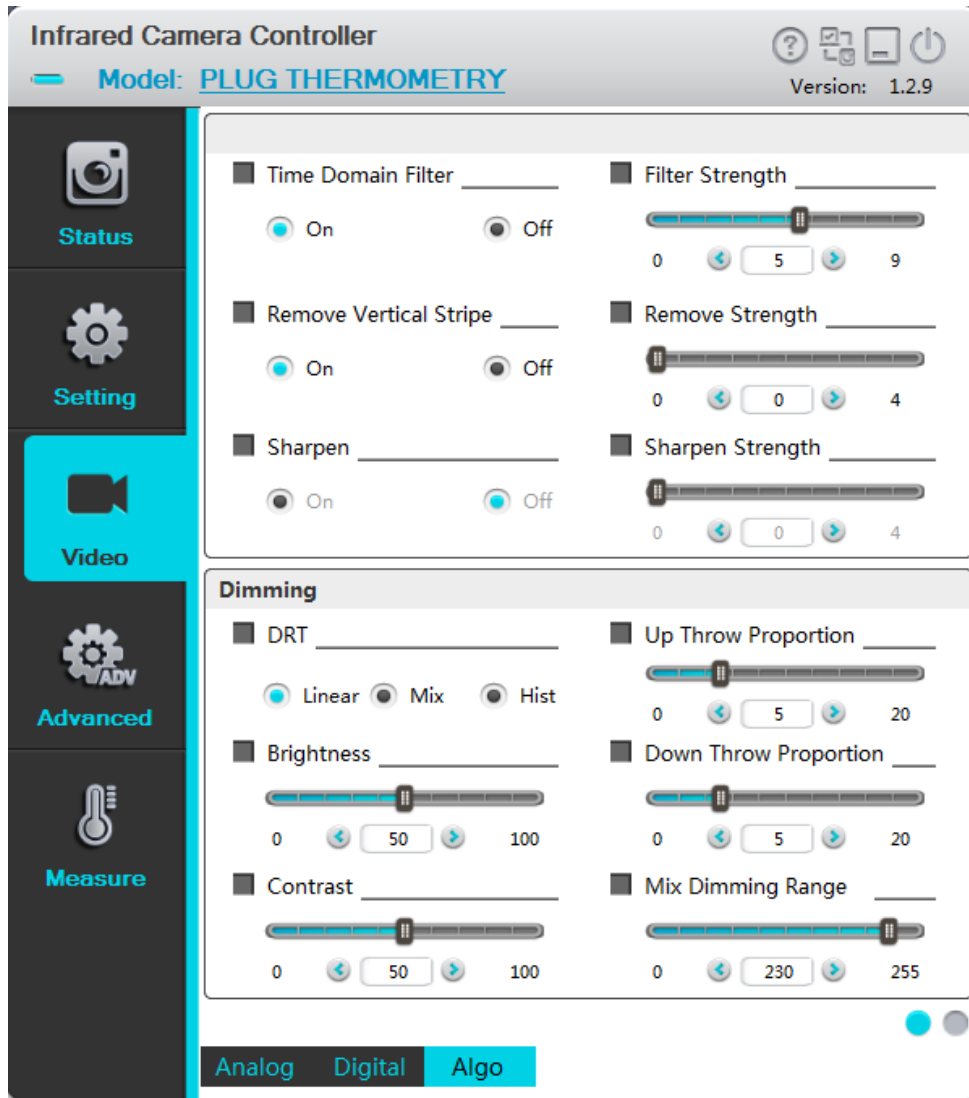 Infrared Camera Controller
Model: PLUG THERMOMETRY
Version: 1.2.9
Status
Setting
Video
ADV
Advanced
Measure
Time Domain Filter
On Off
Filter Strength
0 5 9
Remove Vertical Stripe
On Off
Remove Strength
0 0 4
Sharpen
On Off
Sharpen Strength
0 0 4
Dimming
DRT
Linear Mix Hist
Up Throw Proportion
0 5 20
Brightness
0 50 100
Down Throw Proportion
0 5 20
Contrast
0 50 100
Mix Dimming Range
0 230 255
Analog Digital Algo